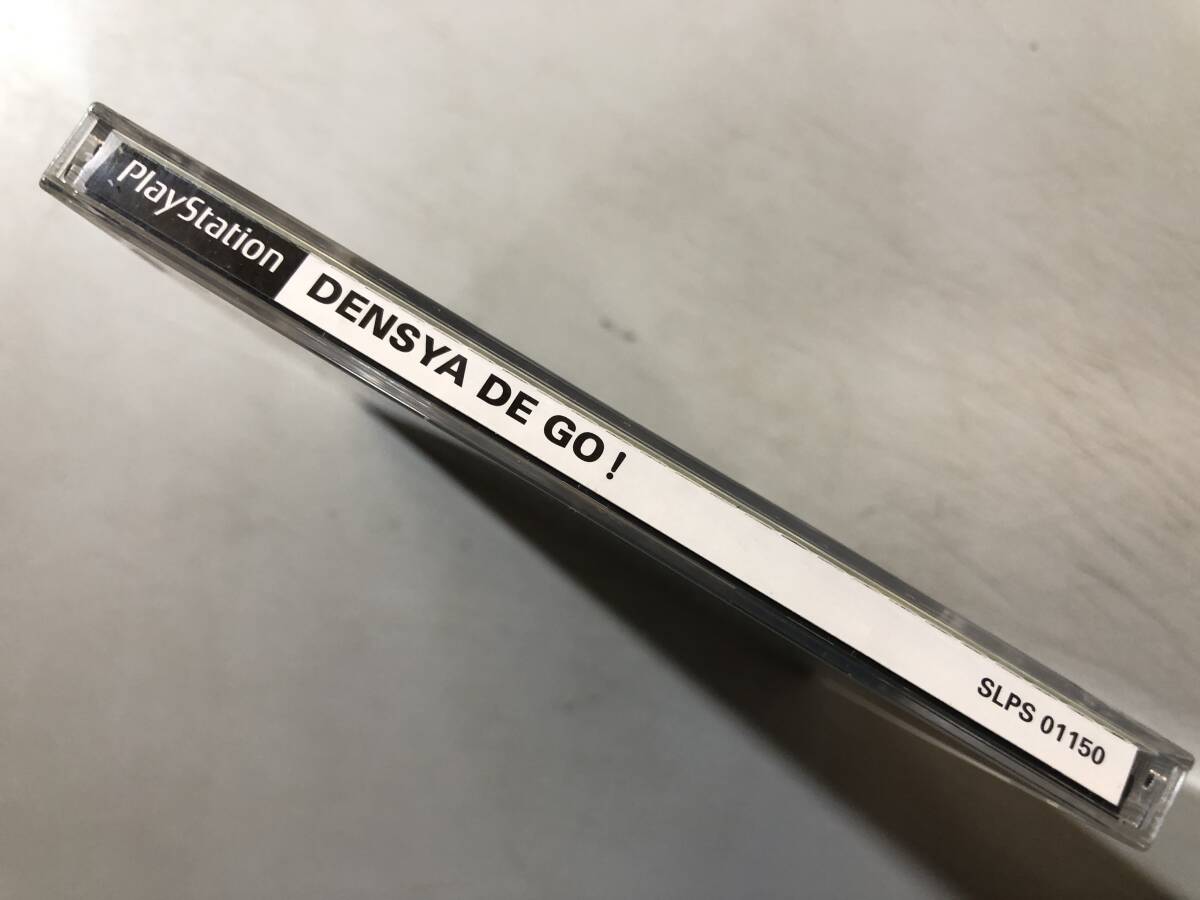 PlayStation
DENSYA DE GO!
SLPS 01150